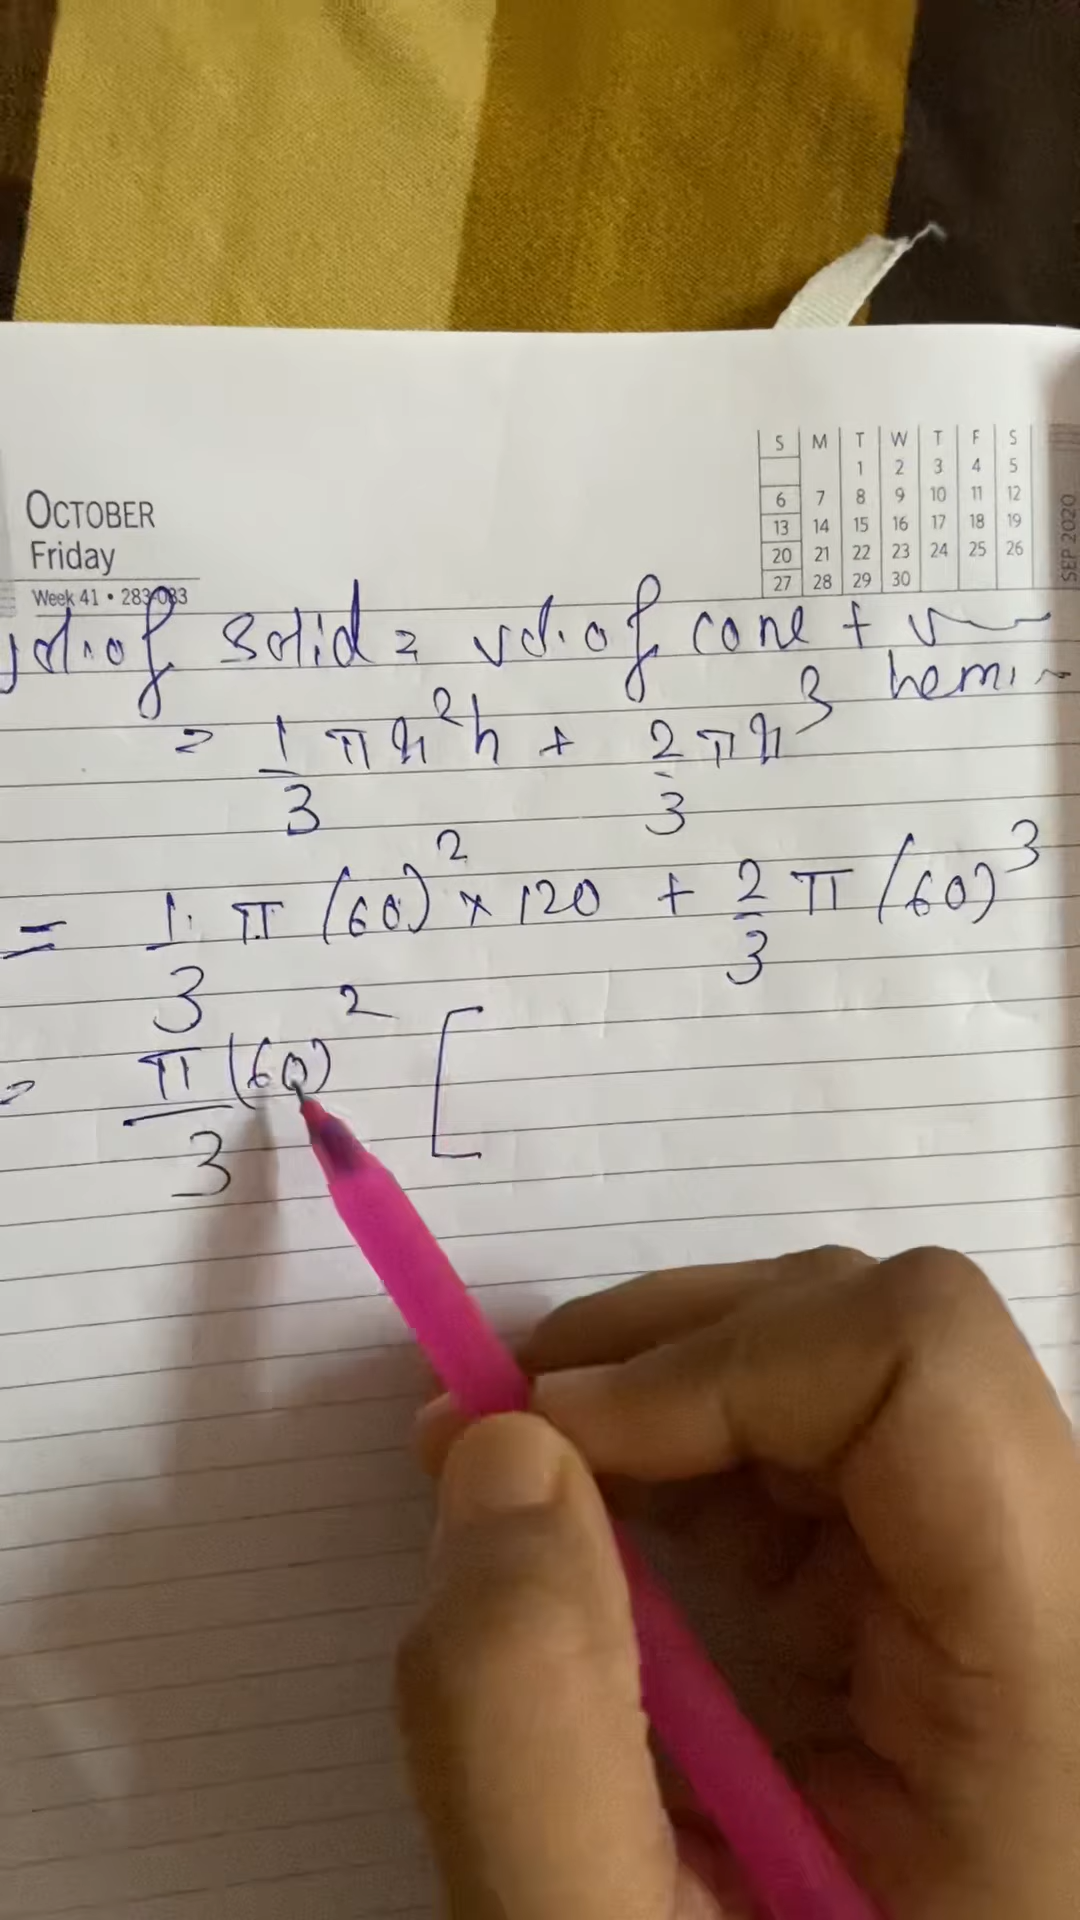 S M T W T F S
1 2 3 4 5
6 7 8 9 10 11 12
13 14 15 16 17 18 19
20 21 22 23 24 25 26
27 28 29 30
SEP 2020
OCTOBER
Friday
Week 41 • 283-083
vol. of solid = vol. of cone + v
hemi
= 1/3 π r²h + 2/3 π r³
= 1/3 π (60)² × 120 + 2/3 π (60)³
= π/3 (60)² [